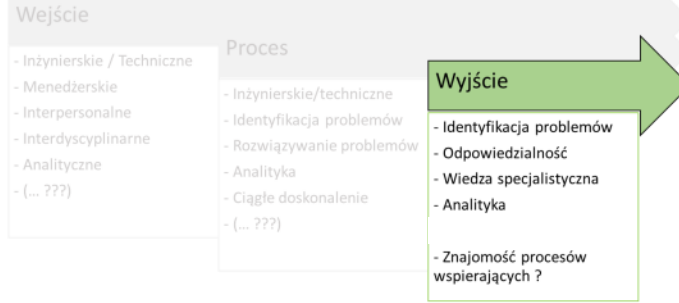 Wejście
- Inżynierskie / Techniczne
- Menedżerskie
- Interpersonalne
- Interdyscyplinarne
- Analityczne
- (... ???)
Proces
- Inżynierskie/techniczne
- Identyfikacja problemów
- Rozwiązywanie problemów
- Analityka
- Ciągłe doskonalenie
- (... ???)
Wyjście
- Identyfikacja problemów
- Odpowiedzialność
- Wiedza specjalistyczna
- Analityka
- Znajomość procesów
wspierających ?